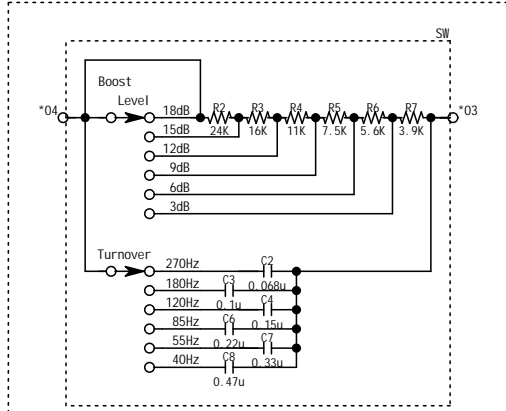 SW
Boost
Level
*04
18dB
R2
R3
R4
R5
R6
R7
*03
24K
16K
11K
7.5K
5.6K
3.9K
15dB
12dB
9dB
6dB
3dB
Turnover
270Hz
C2
0.068u
180Hz
C3
0.1u
120Hz
C4
0.15u
85Hz
C6
0.22u
55Hz
C7
0.33u
40Hz
C8
0.47u